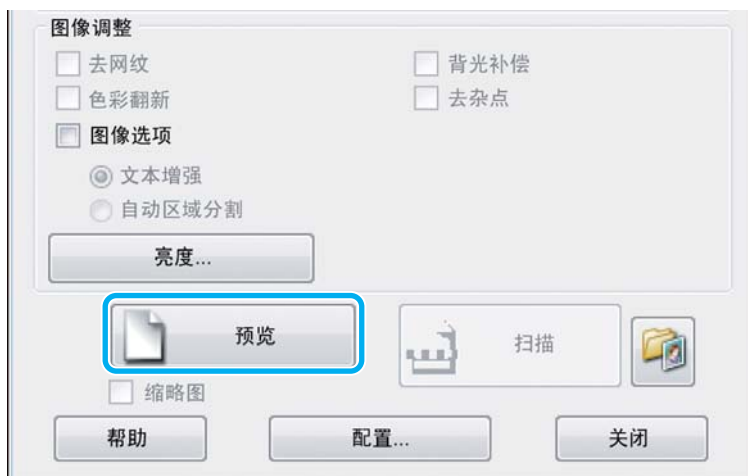 图像调整
去网纹 背光补偿
色彩翻新 去杂点
图像选项
文本增强
自动区域分割
亮度...
预览 扫描
缩略图
帮助 配置... 关闭